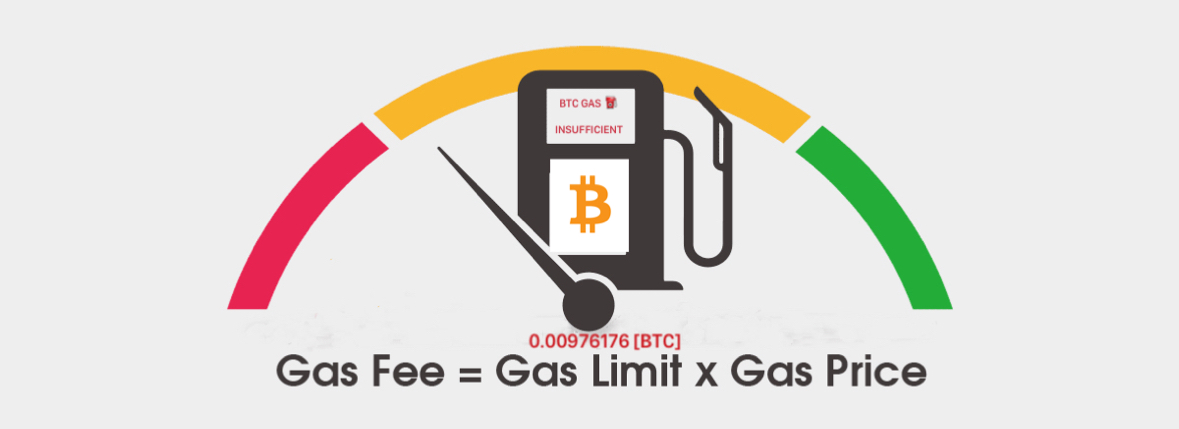 BTC GAS
INSUFFICIENT
0.00976176 [BTC]
Gas Fee = Gas Limit x Gas Price